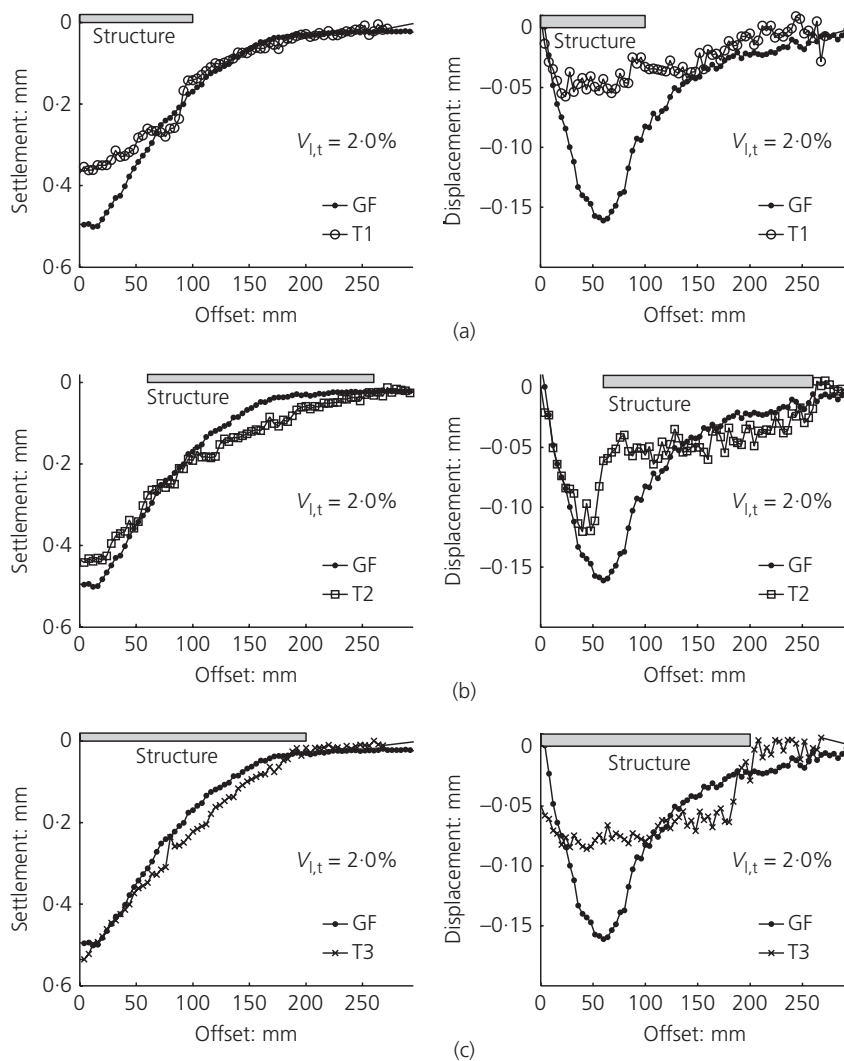 0
0·2
0·4
0·6
Settlement: mm
Structure
V1,t = 2·0%
GF
T1
0 50 100 150 200 250
Offset: mm
0
–0·05
–0·10
–0·15
Displacement: mm
Structure
Vl,t = 2·0%
GF
T1
0 50 100 150 200 250
Offset: mm
(a)
0
0·2
0·4
0·6
Settlement: mm
Structure
Vl,t = 2·0%
GF
T2
0 50 100 150 200 250
Offset: mm
0
–0·05
–0·10
–0·15
Displacement: mm
Structure
Vl,t = 2·0%
GF
T2
0 50 100 150 200 250
Offset: mm
(b)
0
0·2
0·4
0·6
Settlement: mm
Structure
Vl,t = 2·0%
GF
T3
0 50 100 150 200 250
Offset: mm
0
–0·05
–0·10
–0·15
Displacement: mm
Structure
Vl,t = 2·0%
GF
T3
0 50 100 150 200 250
Offset: mm
(c)